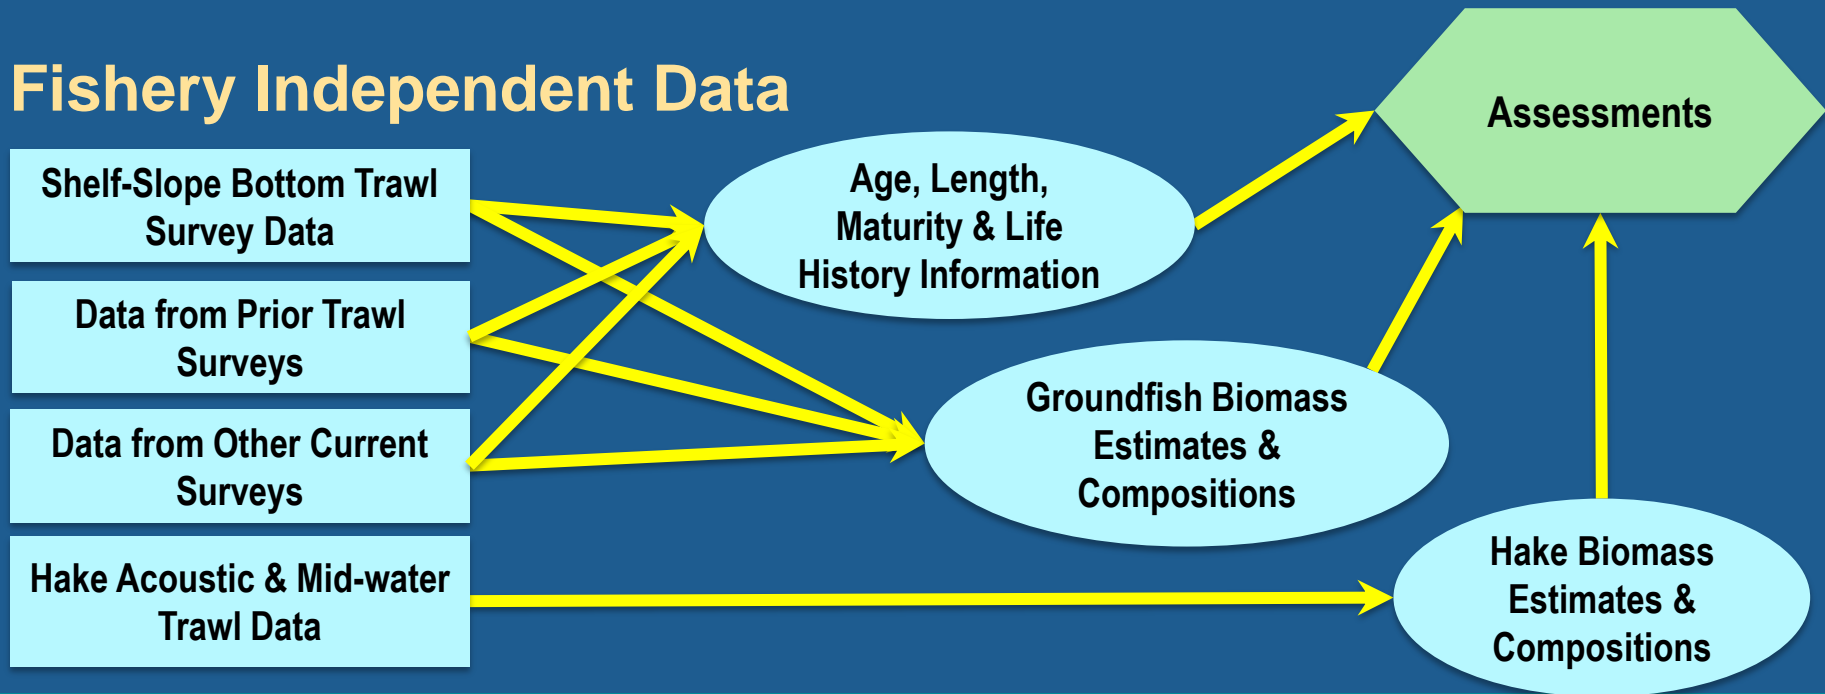 Fishery Independent Data
Assessments
Shelf-Slope Bottom Trawl
Survey Data
Age, Length,
Maturity & Life
History Information
Data from Prior Trawl
Surveys
Groundfish Biomass
Estimates &
Compositions
Data from Other Current
Surveys
Hake Acoustic & Mid-water
Trawl Data
Hake Biomass
Estimates &
Compositions